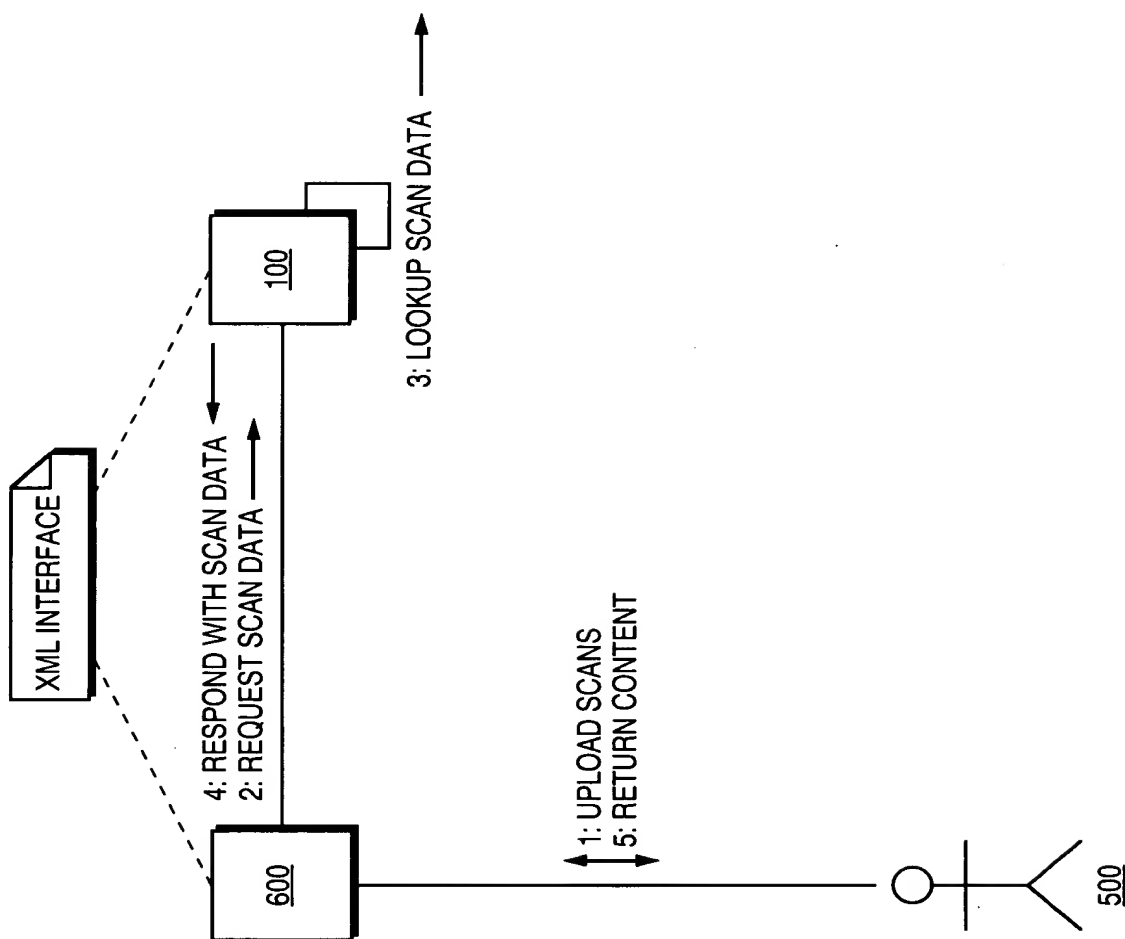 XML INTERFACE
600
4: RESPOND WITH SCAN DATA
2: REQUEST SCAN DATA
100
3: LOOKUP SCAN DATA
1: UPLOAD SCANS
5: RETURN CONTENT
500